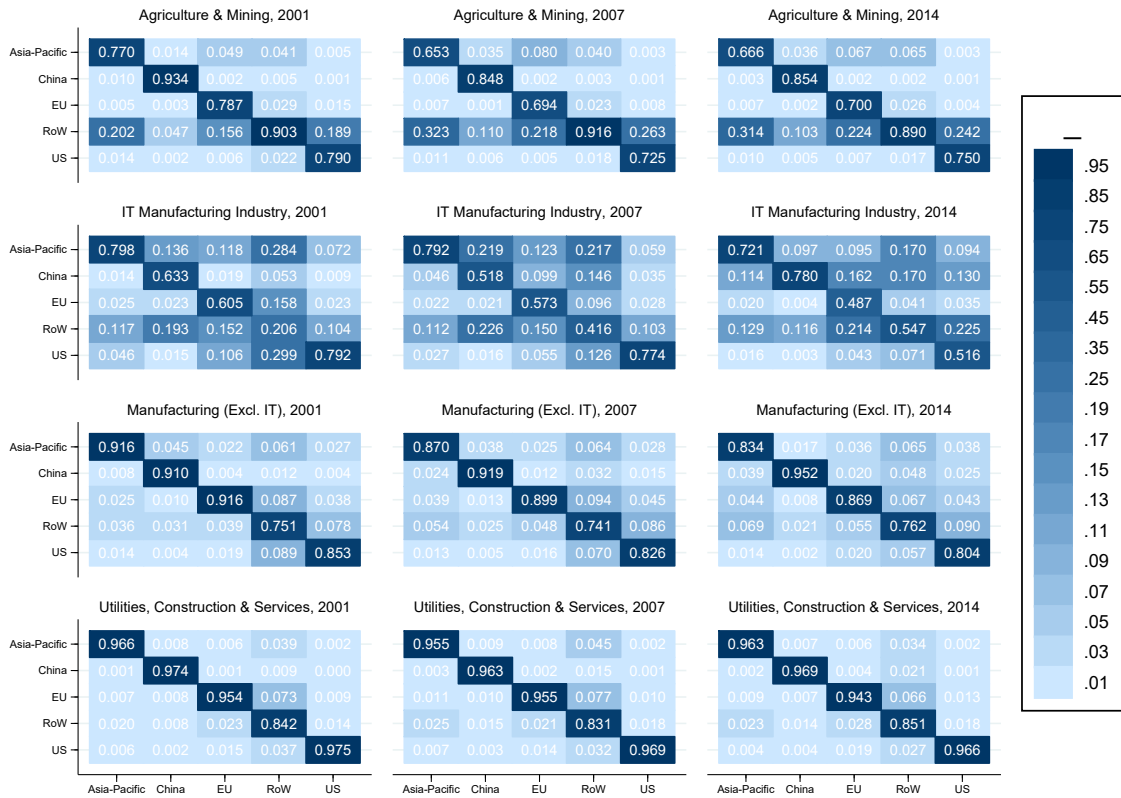 Agriculture & Mining, 2001 Agriculture & Mining, 2007 Agriculture & Mining, 2014
Asia-Pacific 0.770 0.014 0.049 0.041 0.005 0.653 0.035 0.080 0.040 0.003 0.666 0.036 0.067 0.065 0.003
China 0.010 0.934 0.002 0.005 0.001 0.006 0.848 0.002 0.003 0.001 0.003 0.854 0.002 0.002 0.001
EU 0.005 0.003 0.787 0.029 0.015 0.007 0.001 0.694 0.023 0.008 0.007 0.002 0.700 0.026 0.004
RoW 0.202 0.047 0.156 0.903 0.189 0.323 0.110 0.218 0.916 0.263 0.314 0.103 0.224 0.890 0.242
US 0.014 0.002 0.006 0.022 0.790 0.011 0.006 0.005 0.018 0.725 0.010 0.005 0.007 0.017 0.750
IT Manufacturing Industry, 2001 IT Manufacturing Industry, 2007 IT Manufacturing Industry, 2014
Asia-Pacific 0.798 0.136 0.118 0.284 0.072 0.792 0.219 0.123 0.217 0.059 0.721 0.097 0.095 0.170 0.094
China 0.014 0.633 0.019 0.053 0.009 0.046 0.518 0.099 0.146 0.035 0.114 0.780 0.162 0.170 0.130
EU 0.025 0.023 0.605 0.158 0.023 0.022 0.021 0.573 0.096 0.028 0.020 0.004 0.487 0.041 0.035
RoW 0.117 0.193 0.152 0.206 0.104 0.112 0.226 0.150 0.416 0.103 0.129 0.116 0.214 0.547 0.225
US 0.046 0.015 0.106 0.299 0.792 0.027 0.016 0.055 0.126 0.774 0.016 0.003 0.043 0.071 0.516
Manufacturing (Excl. IT), 2001 Manufacturing (Excl. IT), 2007 Manufacturing (Excl. IT), 2014
Asia-Pacific 0.916 0.045 0.022 0.061 0.027 0.870 0.038 0.025 0.064 0.028 0.834 0.017 0.036 0.065 0.038
China 0.008 0.910 0.004 0.012 0.004 0.024 0.919 0.012 0.032 0.015 0.039 0.952 0.020 0.048 0.025
EU 0.025 0.010 0.916 0.087 0.038 0.039 0.013 0.899 0.094 0.045 0.044 0.008 0.869 0.067 0.043
RoW 0.036 0.031 0.039 0.751 0.078 0.054 0.025 0.048 0.741 0.086 0.069 0.021 0.055 0.762 0.090
US 0.014 0.004 0.019 0.089 0.853 0.013 0.005 0.016 0.070 0.826 0.014 0.002 0.020 0.057 0.804
Utilities, Construction & Services, 2001 Utilities, Construction & Services, 2007 Utilities, Construction & Services, 2014
Asia-Pacific 0.966 0.008 0.006 0.039 0.002 0.955 0.009 0.008 0.045 0.002 0.963 0.007 0.006 0.034 0.002
China 0.001 0.974 0.001 0.009 0.000 0.003 0.963 0.002 0.015 0.001 0.002 0.969 0.004 0.021 0.001
EU 0.007 0.008 0.954 0.073 0.009 0.011 0.010 0.955 0.077 0.010 0.009 0.007 0.943 0.066 0.013
RoW 0.020 0.008 0.023 0.842 0.014 0.025 0.015 0.021 0.831 0.018 0.023 0.014 0.028 0.851 0.018
US 0.006 0.002 0.015 0.037 0.975 0.007 0.003 0.014 0.032 0.969 0.004 0.004 0.019 0.027 0.966
Asia-Pacific China EU RoW US Asia-Pacific China EU RoW US Asia-Pacific China EU RoW US
.95
.85
.75
.65
.55
.45
.35
.25
.19
.17
.15
.13
.11
.09
.07
.05
.03
.01